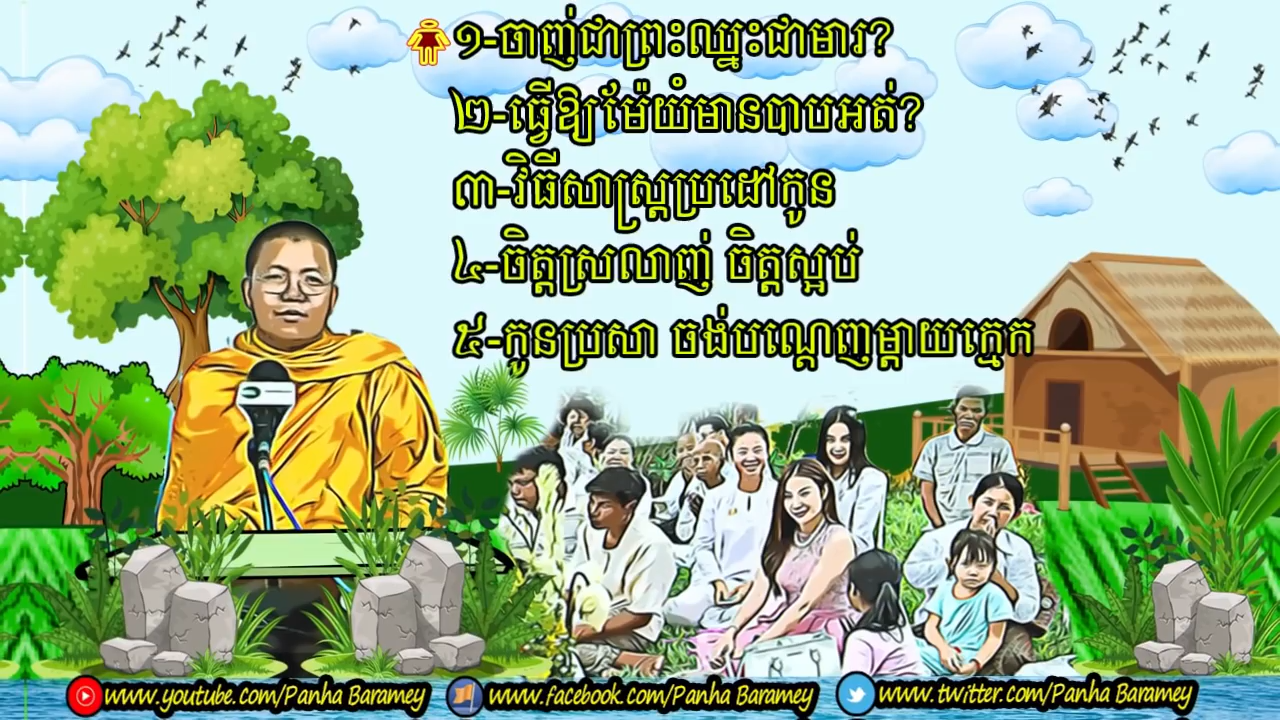 ១-ចាញ់ជាព្រះឈ្នះជាមារ?
២-ធ្វើឱ្យម៉ែយំមានបាបអត់?
៣-វិធីសាស្ត្រប្រដៅកូន
៤-ចិត្តស្រលាញ់ ចិត្តស្អប់
៥-កូនប្រសា ចង់បណ្តេញម្តាយក្មេក
www.youtube.com/Panha Baramey www.facebook.com/Panha Baramey www.twitter.com/Panha Baramey